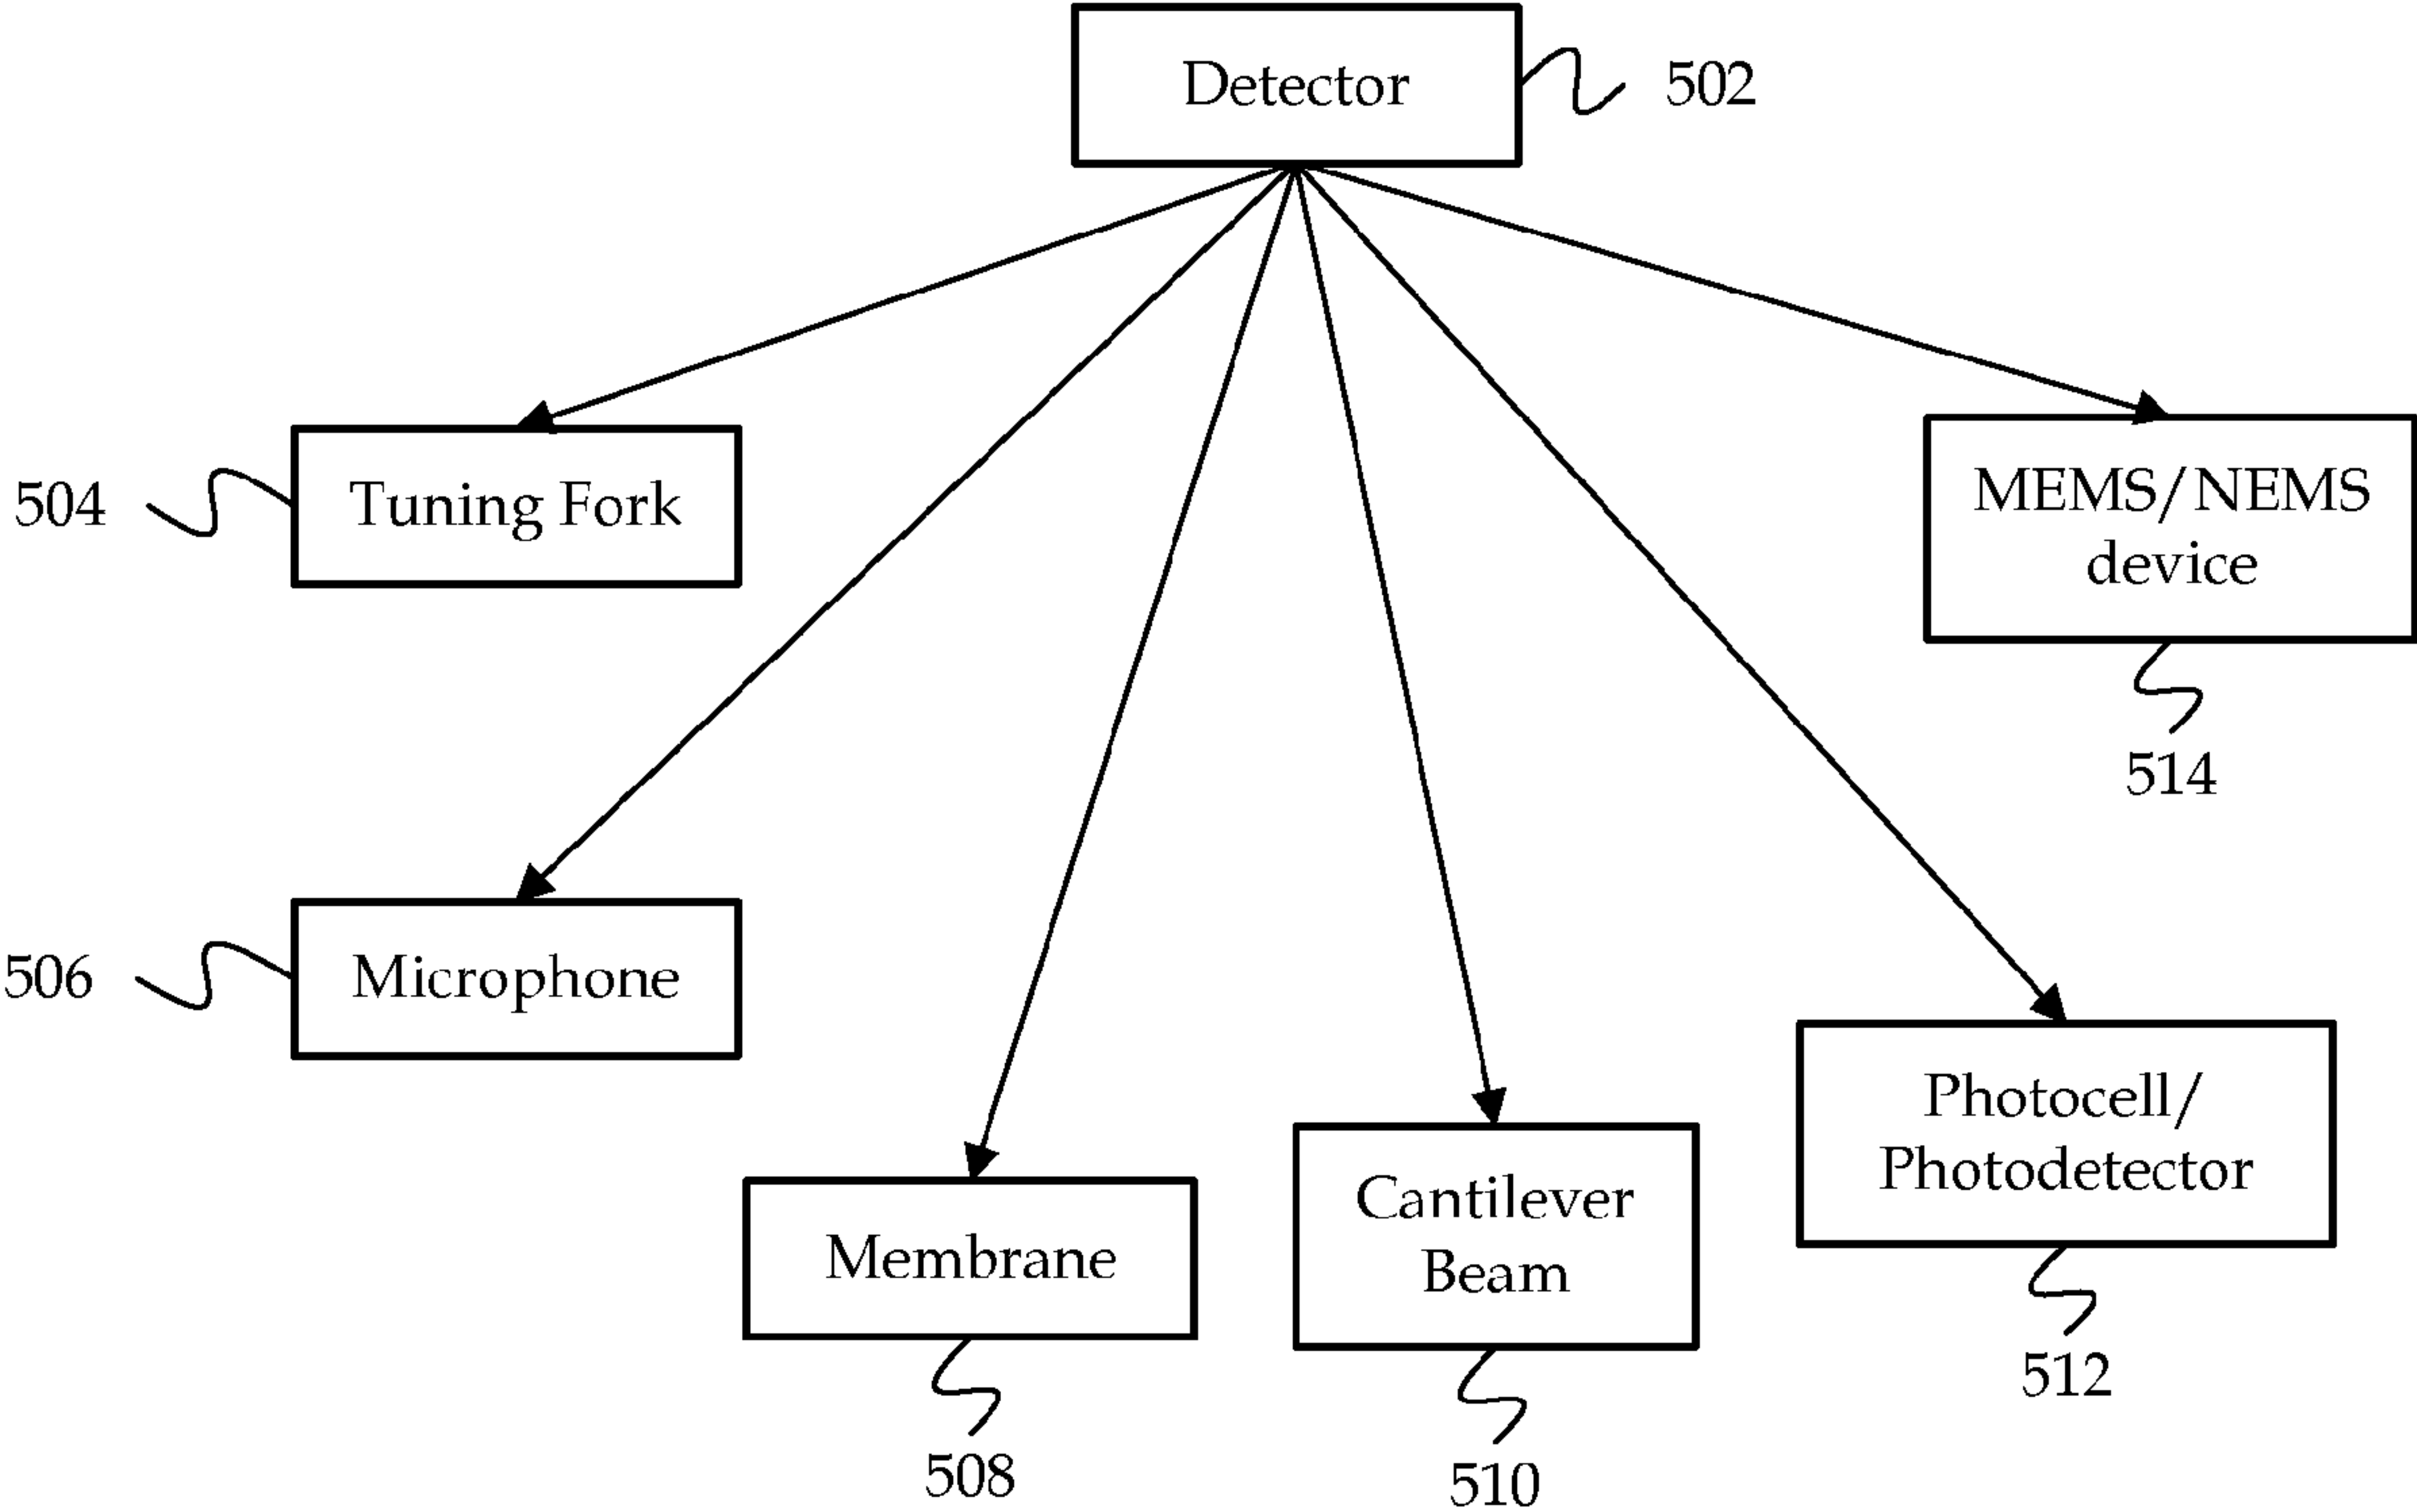 Detector
502
504
Tuning Fork
MEMS/NEMS
device
514
506
Microphone
Membrane
508
Cantilever
Beam
510
Photocell/
Photodetector
512